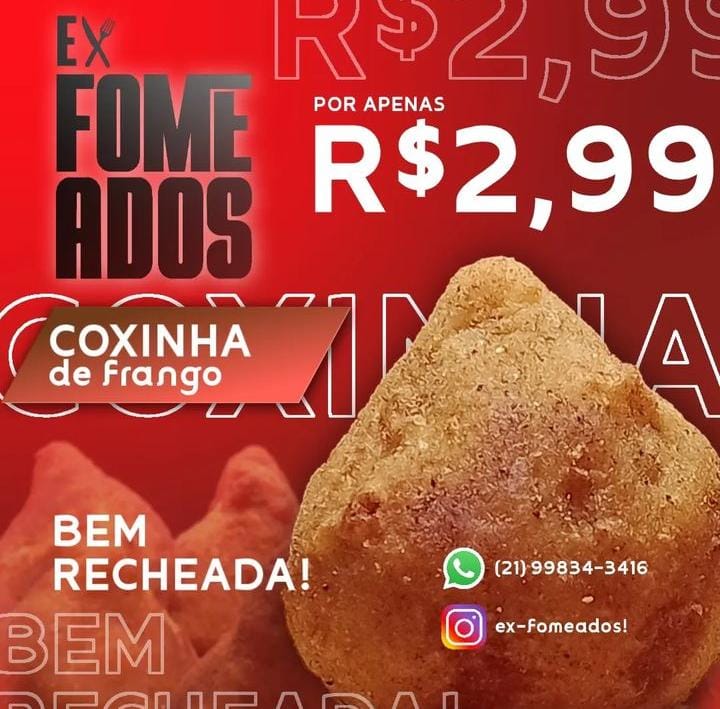 EX
FOME
ADOS
R$2,99
POR APENAS
R$2,99
COXINHA
COXINHA
de Frango
BEM
RECHEADA!
(21) 99834-3416
ex-Fomeados!
BEM
RECHEADA!